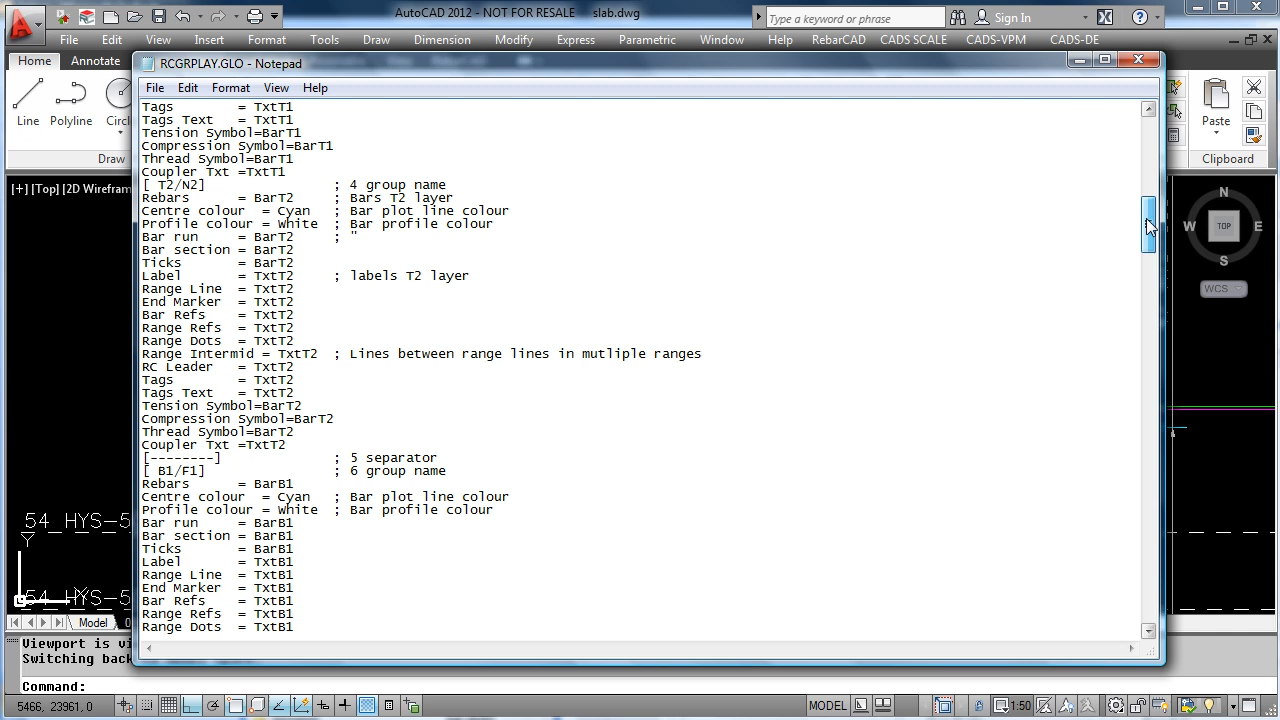 AutoCAD 2012 - NOT FOR RESALE slab.dwg
Type a keyword or phrase
Sign In
File Edit View Insert Format Tools Draw Dimension Modify Express Parametric Window Help RebarCAD CADS SCALE CADS-VPM CADS-DE
Home Annotate
RCGRPLAY.GLO - Notepad
File Edit Format View Help
Line Polyline
Draw
Paste
Clipboard
[+] [Top] [2D Wirefram
Tags = TxtT1
Tags Text = TxtT1
Tension Symbol=BarT1
Compression Symbol=BarT1
Thread Symbol=BarT1
Coupler Txt =TxtT1
[ T2/N2] ; 4 group name
Rebars = BarT2 ; Bars T2 layer
Centre colour = Cyan ; Bar plot line colour
Profile colour = White ; Bar profile colour
Bar run = BarT2 ; "
Bar section = BarT2
Ticks = BarT2
Label = TxtT2 ; labels T2 layer
Range Line = TxtT2
End Marker = TxtT2
Bar Refs = TxtT2
Range Refs = TxtT2
Range Dots = TxtT2
Range Intermid = TxtT2 ; Lines between range lines in mutliple ranges
RC Leader = TxtT2
Tags = TxtT2
Tags Text = TxtT2
Tension Symbol=BarT2
Compression Symbol=BarT2
Thread Symbol=BarT2
Coupler Txt =TxtT2
[--------] ; 5 separator
[ B1/F1] ; 6 group name
Rebars = BarB1
Centre colour = Cyan ; Bar plot line colour
Profile colour = White ; Bar profile colour
Bar run = BarB1
Bar section = BarB1
Ticks = BarB1
Label = TxtB1
Range Line = TxtB1
End Marker = TxtB1
Bar Refs = TxtB1
Range Refs = TxtB1
Range Dots = TxtB1
N
W TOP E
S
WCS
54 HYS-5
Y
54 HYS-5
X
Model
Viewport is vi
Switching back
Command:
5466, 23961, 0
MODEL
1:50